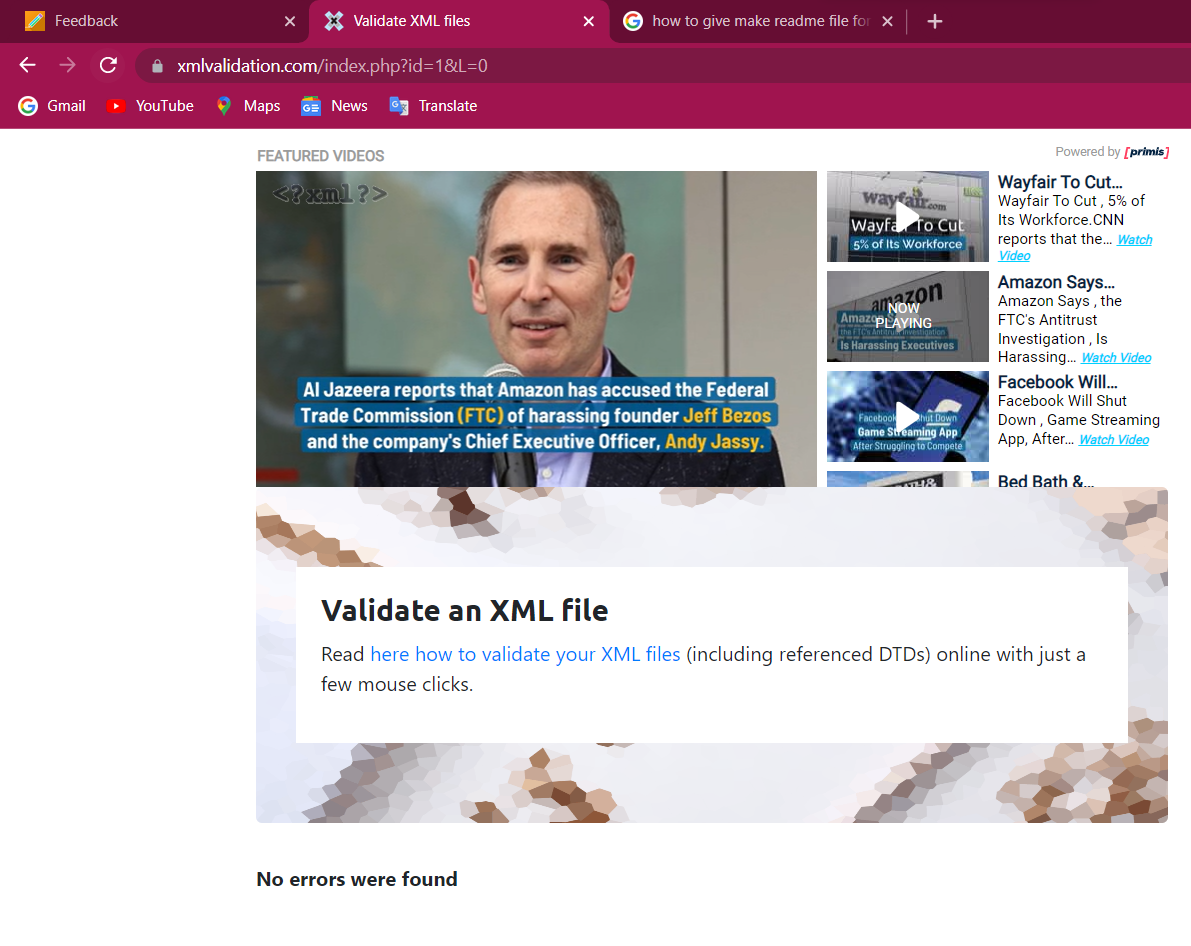 Feedback
Validate XML files
how to give make readme file for
xmlvalidation.com/index.php?id=1&L=0
Gmail
YouTube
Maps
News
Translate
FEATURED VIDEOS
Powered by [primis]
<?xml?>
Al Jazeera reports that Amazon has accused the Federal
Trade Commission (FTC) of harassing founder Jeff Bezos
and the company's Chief Executive Officer, Andy Jassy.
wayfair.com
Wayfair To Cut
5% of Its Workforce
Wayfair To Cut...
Wayfair To Cut , 5% of
Its Workforce.CNN
reports that the... Watch
Video
amazon
Amazon S
NOW
PLAYING
the FTC's Antitrust Investigation
Is Harassing Executives
Amazon Says...
Amazon Says , the
FTC's Antitrust
Investigation , Is
Harassing... Watch Video
Facebook Shut Down
Game Streaming App
After Struggling to Compete
Facebook Will...
Facebook Will Shut
Down , Game Streaming
App, After... Watch Video
Bed Bath &...
Validate an XML file
Read here how to validate your XML files (including referenced DTDs) online with just a
few mouse clicks.
No errors were found